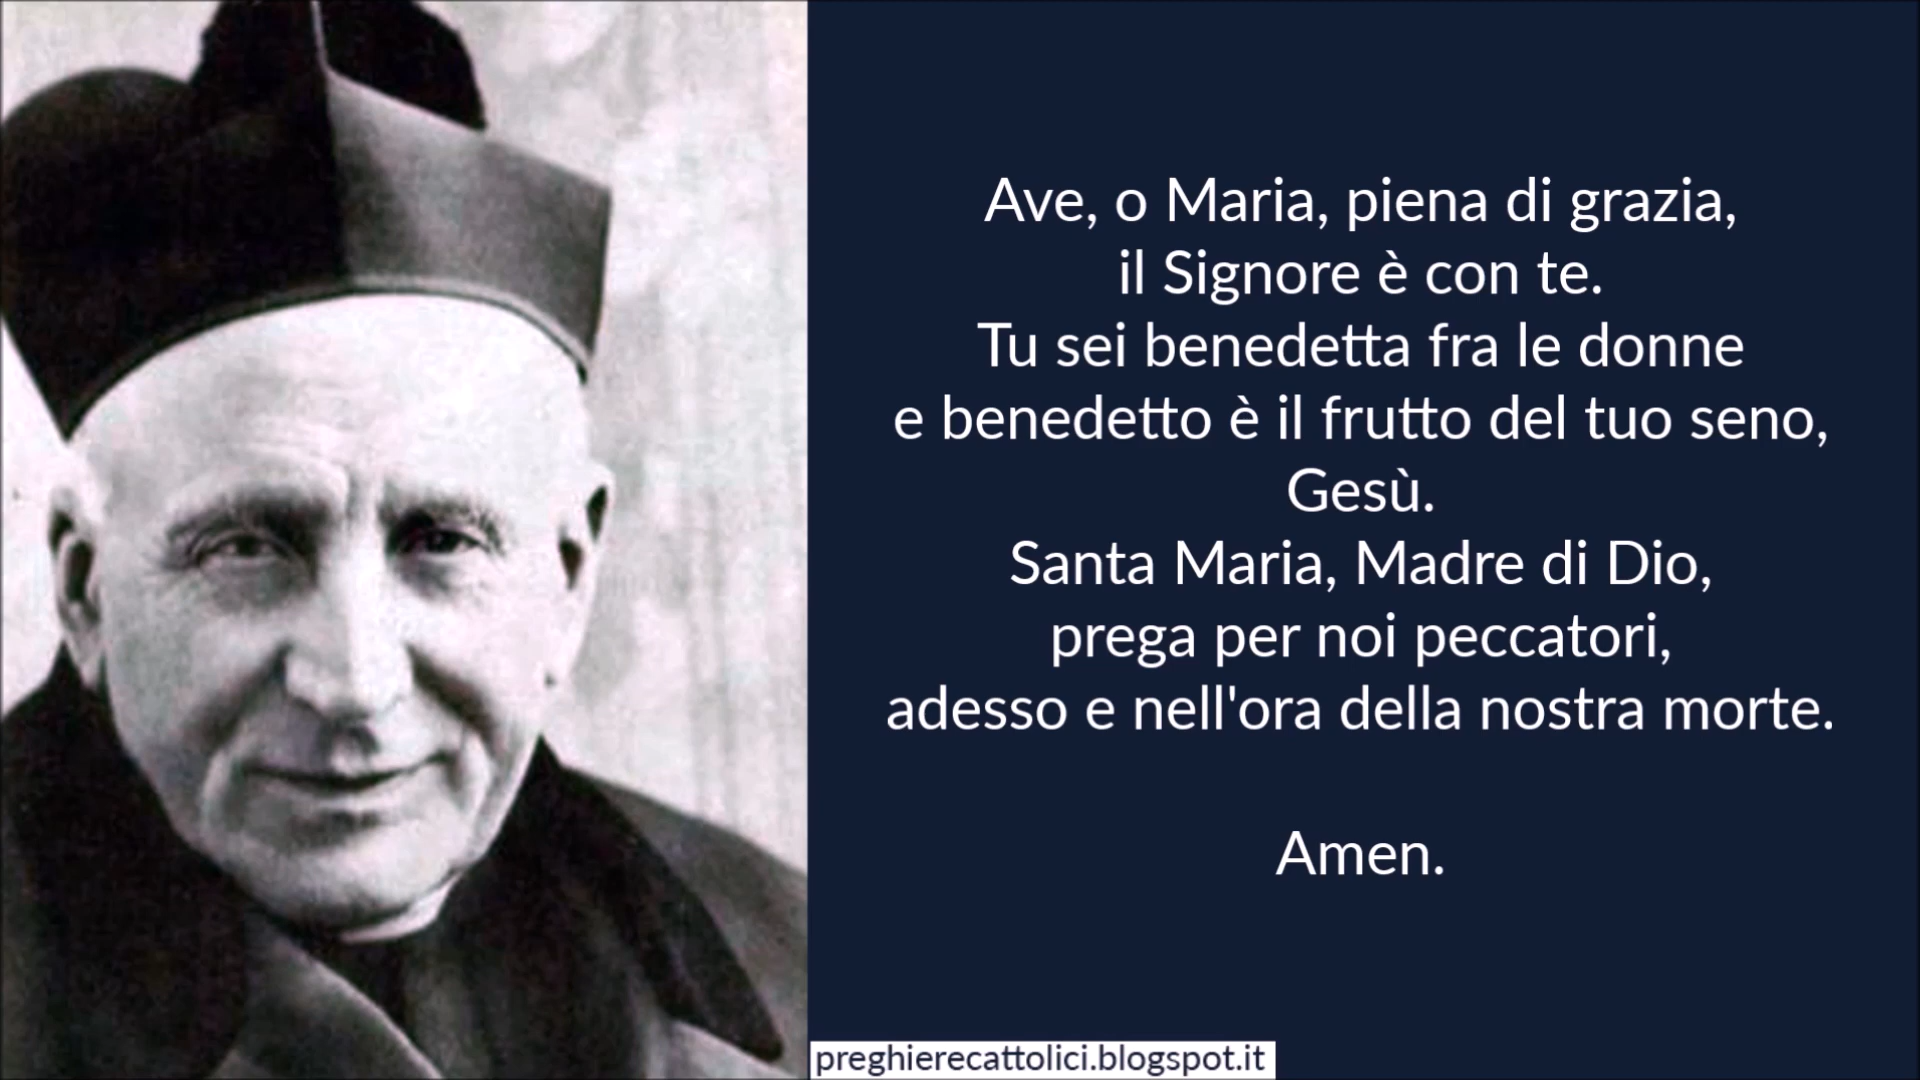 Ave, o Maria, piena di grazia,
il Signore è con te.
Tu sei benedetta fra le donne
e benedetto è il frutto del tuo seno,
Gesù.
Santa Maria, Madre di Dio,
prega per noi peccatori,
adesso e nell'ora della nostra morte.
Amen.
preghierecattolici.blogspot.it